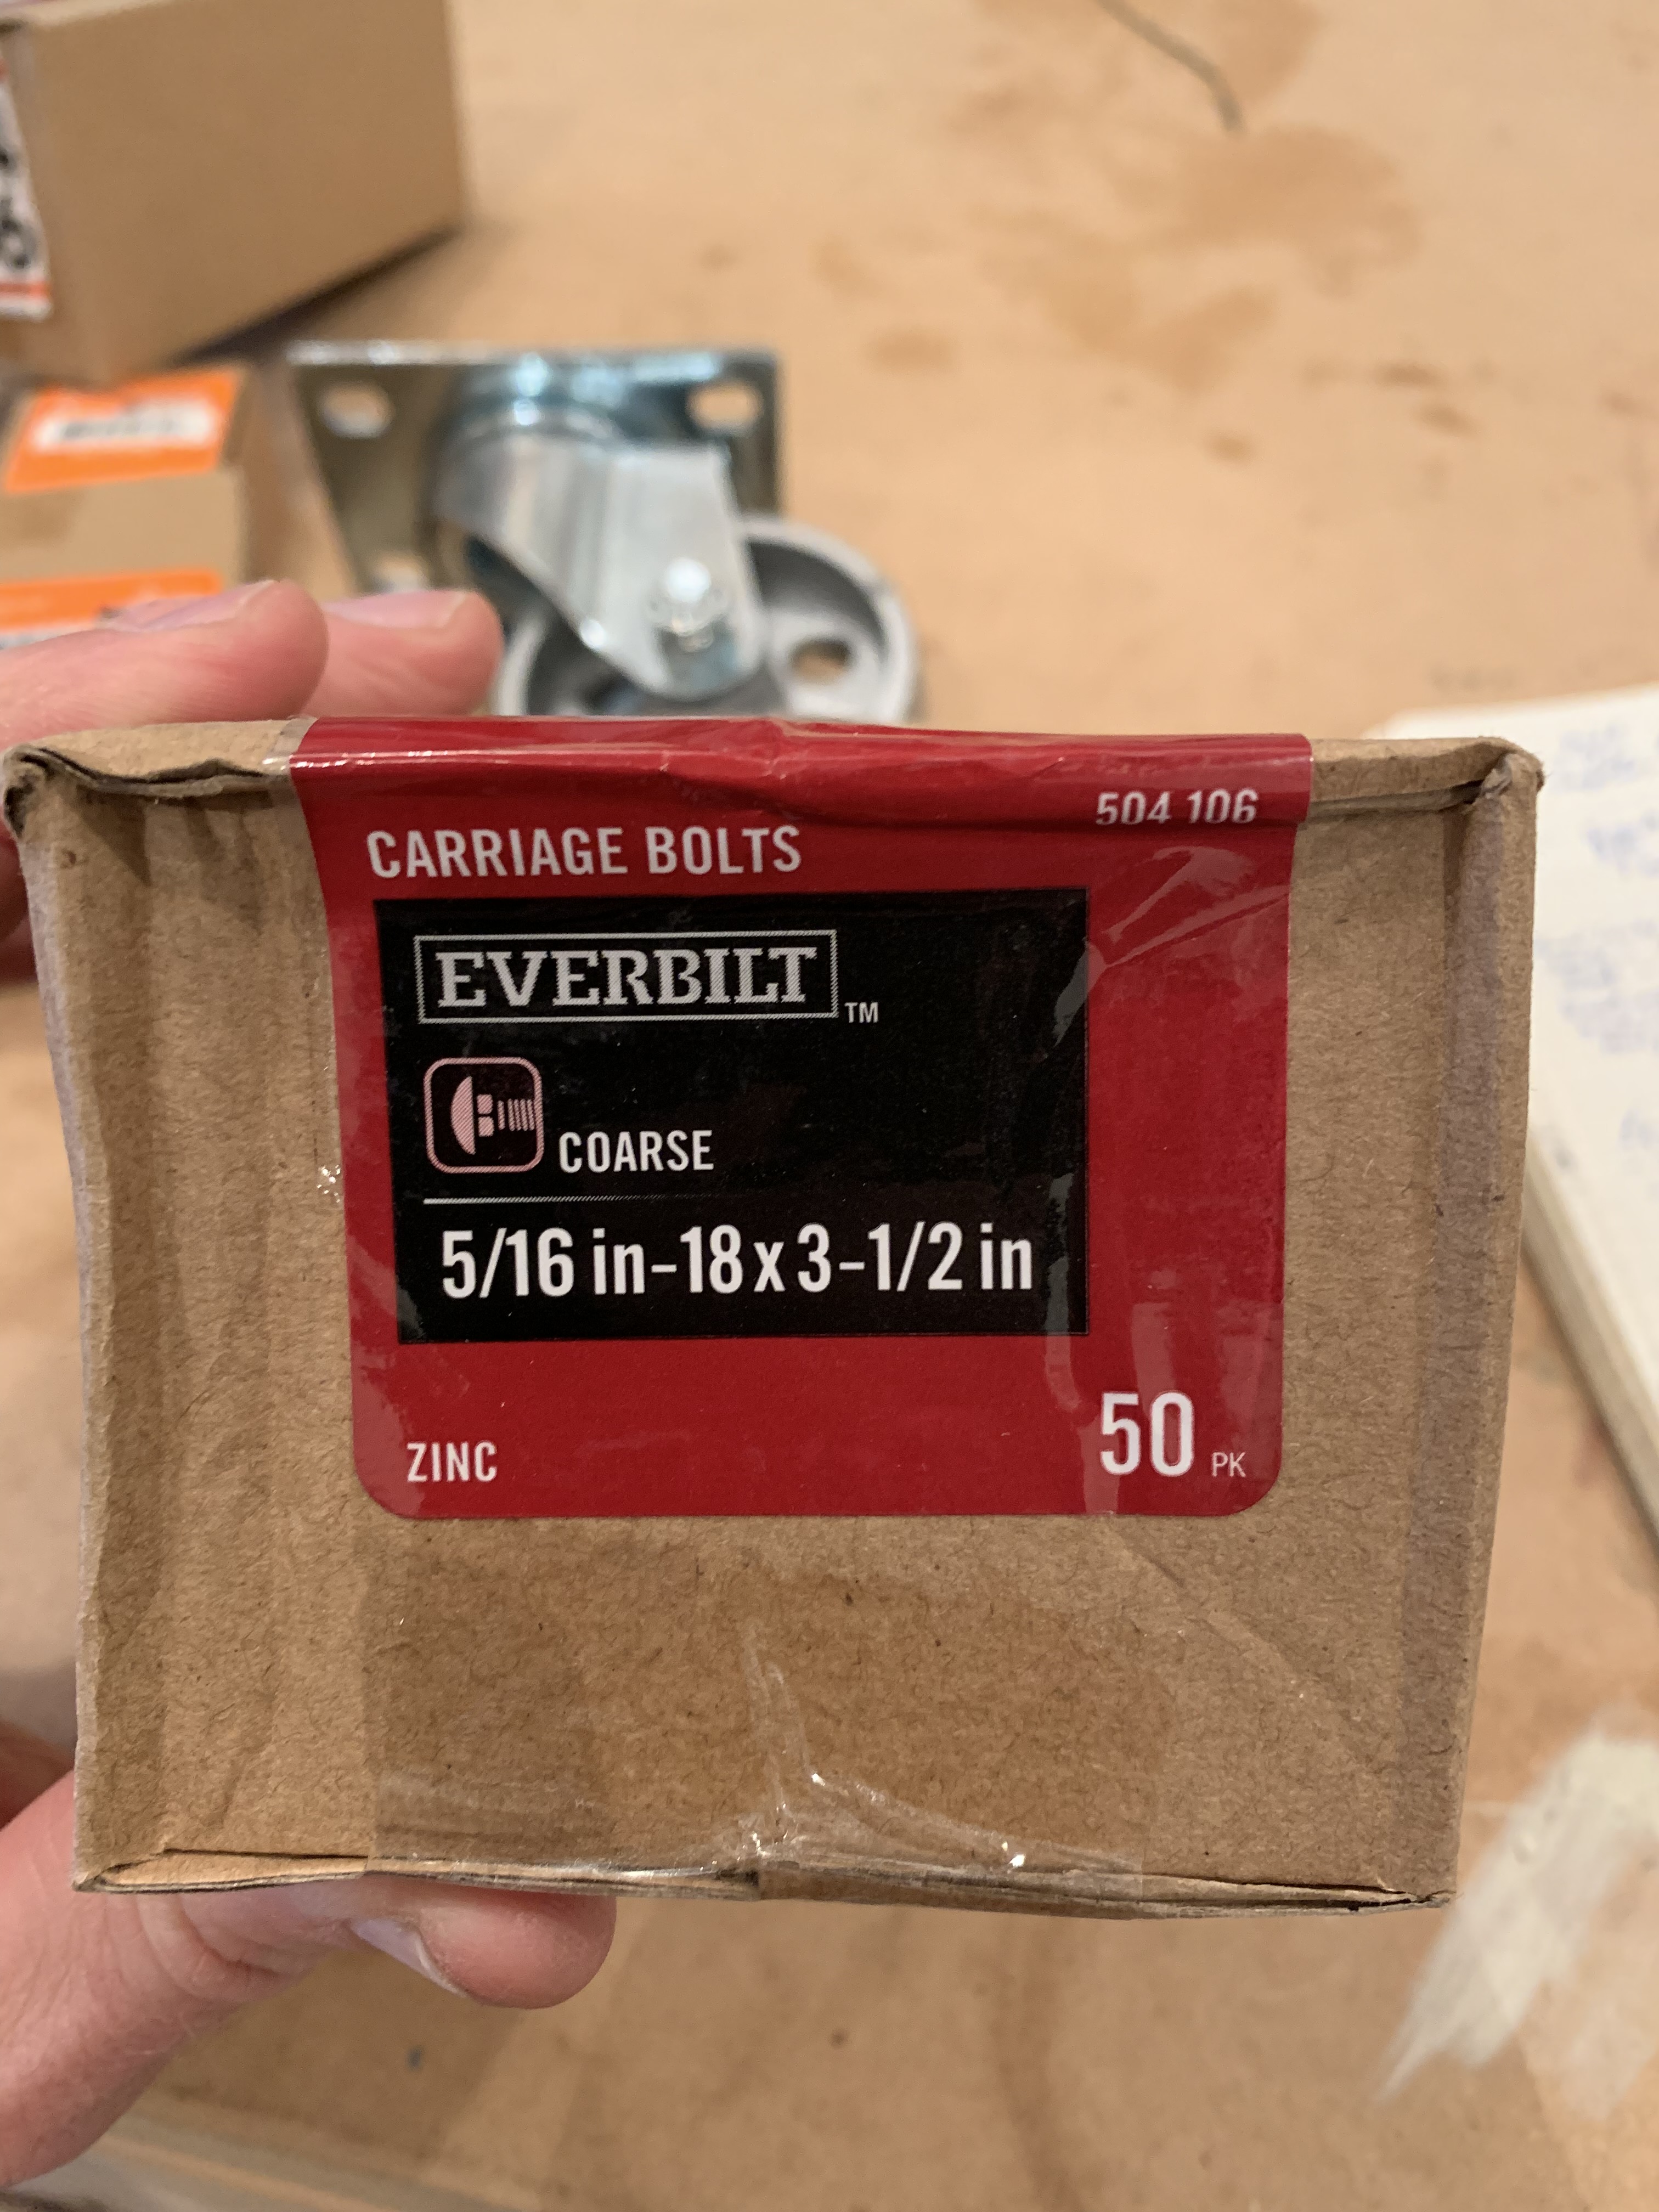 504 106
CARRIAGE BOLTS
EVERBILT TM
COARSE
5/16 in-18 x 3-1/2 in
ZINC
50 PK